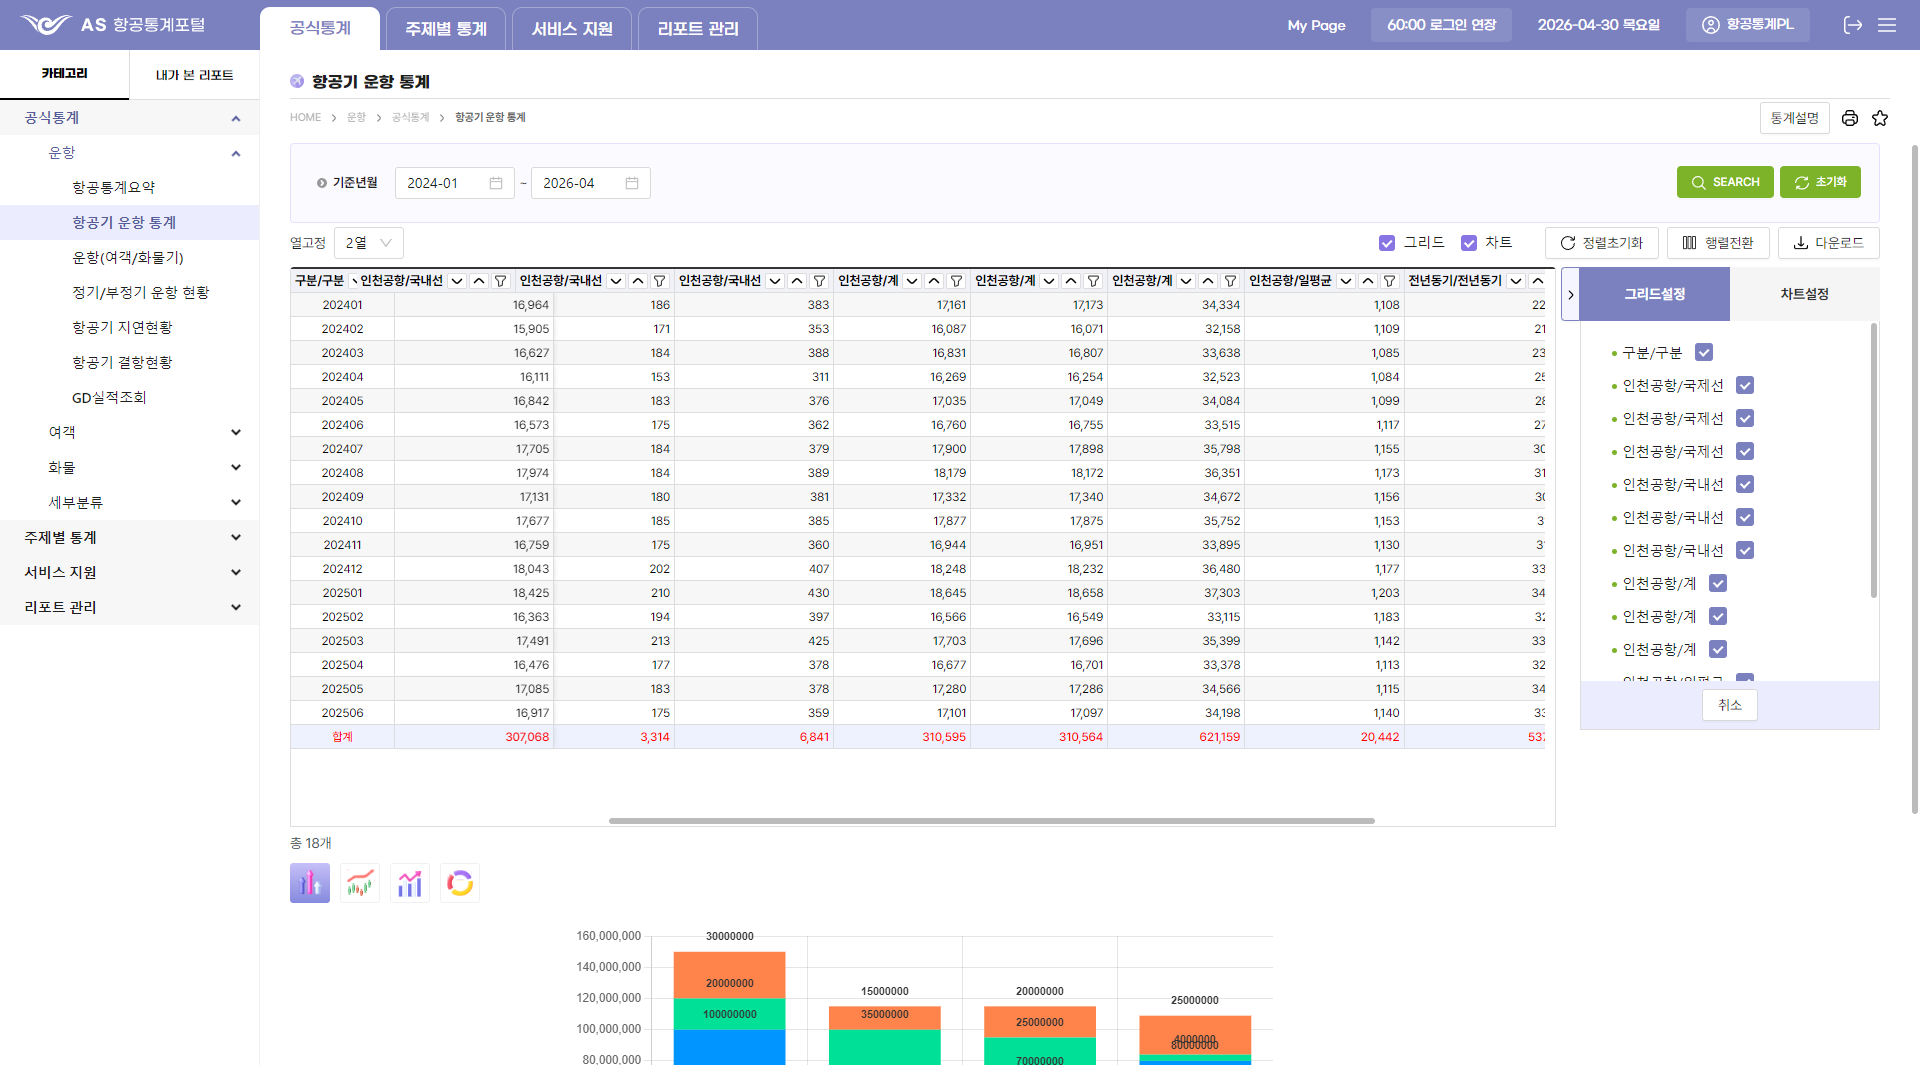 AS 항공통계포털
공식통계
주제별 통계
서비스 지원
리포트 관리
My Page
60:00 로그인 연장
2026-04-30 목요일
항공통계PL
카테고리
내가 본 리포트
공식통계
운항
항공통계요약
항공기 운항 통계
운항(여객/화물기)
정기/부정기 운항 현황
항공기 지연현황
항공기 결항현황
GD실적조회
여객
화물
세부분류
주제별 통계
서비스 지원
리포트 관리
항공기 운항 통계
HOME > 운항 > 공식통계 > 항공기 운항 통계
통계설명
기준년월 2024-01 ~ 2026-04
SEARCH
초기화
열고정 2열
그리드 차트
정렬초기화
행렬전환
다운로드
구분/구분 인천공항/국내선 인천공항/국내선 인천공항/국내선 인천공항/계 인천공항/계 인천공항/계 인천공항/일평균 전년동기/전년동기
202401 16,964 186 383 17,161 17,173 34,334 1,108 22
202402 15,905 171 353 16,087 16,071 32,158 1,109 21
202403 16,627 184 388 16,831 16,807 33,638 1,085 23
202404 16,111 153 311 16,269 16,254 32,523 1,084 25
202405 16,842 183 376 17,035 17,049 34,084 1,099 28
202406 16,573 175 362 16,760 16,755 33,515 1,117 27
202407 17,705 184 379 17,900 17,898 35,798 1,155 30
202408 17,974 184 389 18,179 18,172 36,351 1,173 31
202409 17,131 180 381 17,332 17,340 34,672 1,156 30
202410 17,677 185 385 17,877 17,875 35,752 1,153 3
202411 16,759 175 360 16,944 16,951 33,895 1,130 3
202412 18,043 202 407 18,248 18,232 36,480 1,177 33
202501 18,425 210 430 18,645 18,658 37,303 1,203 34
202502 16,363 194 397 16,566 16,549 33,115 1,183 32
202503 17,491 213 425 17,703 17,696 35,399 1,142 33
202504 16,476 177 378 16,677 16,701 33,378 1,113 32
202505 17,085 183 378 17,280 17,286 34,566 1,115 34
202506 16,917 175 359 17,101 17,097 34,198 1,140 33
합계 307,068 3,314 6,841 310,595 310,564 621,159 20,442 537
그리드설정
차트설정
구분/구분
인천공항/국제선
인천공항/국제선
인천공항/국제선
인천공항/국내선
인천공항/국내선
인천공항/국내선
인천공항/계
인천공항/계
인천공항/계
인천공항/일평균
취소
총 18개
160,000,000
140,000,000
120,000,000
100,000,000
80,000,000
30000000
20000000
100000000
15000000
35000000
20000000
25000000
70000000
25000000
4000000
80000000